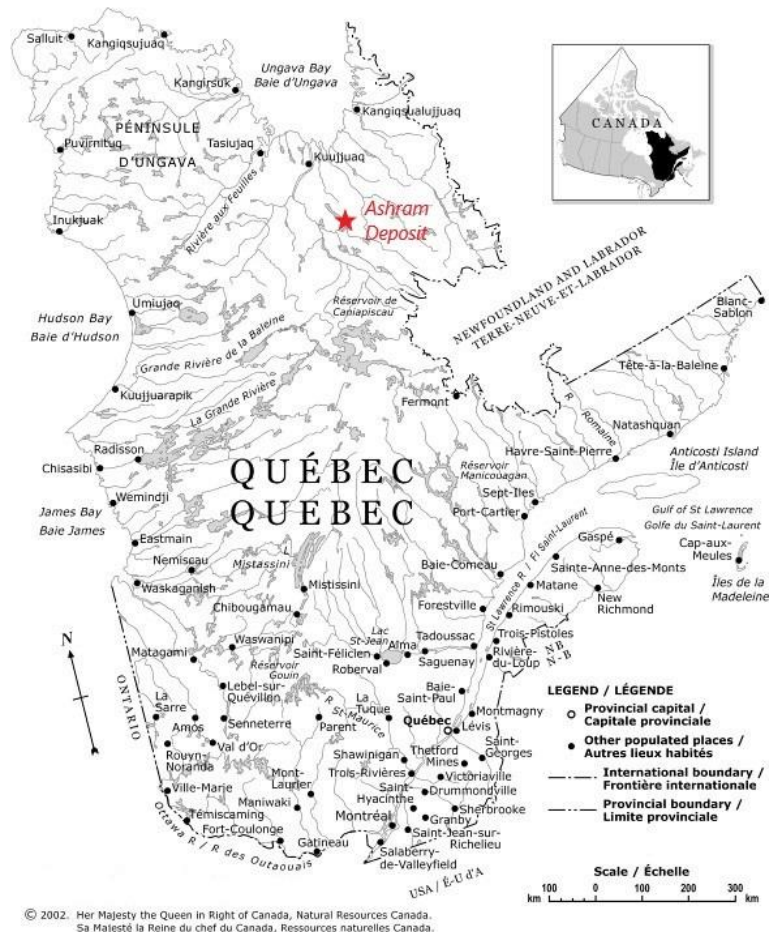 Salluit
Kangiqsujuaq
Ungava Bay
Baie d'Ungava
Kangirsuk
Kangiqsualujjuaq
CANADA
PÉNINSULE
D'UNGAVA
Puvirnituq
Tasiujaq
Kuujjuaq
Rivière aux Feuilles
Ashram
Deposit
Inukjuak
NEWFOUNDLAND AND LABRADOR
TERRE-NEUVE-ET-LABRADOR
Umiujaq
Hudson Bay
Baie d'Hudson
Réservoir de
Caniapiscau
Blanc-
Sablon
Grande Rivière de la Baleine
Tête-à-la-Baleine
Kuujjuarapik
La Grande Rivière
Fermont
R Romaine
Natashquan
Radisson
Chisasibi
Havre-Saint-Pierre
Anticosti Island
Île d'Anticosti
QUÉBEC
QUEBEC
Réservoir
Manicouagan
Wemindji
Sept-Iles
Port-Cartier
James Bay
Baie James
Gulf of St Lawrence
Golfe du Saint-Laurent
Eastmain
St Lawrence R / Fl Saint-Laurent
Gaspé
Cap-aux-
Meules
Nemiscau
L
Mistassini
Baie-Comeau
Sainte-Anne-des-Monts
Waskaganish
Mistissini
Matane
Îles de la
Madeleine
New
Richmond
Chibougamau
Forestville
Rimouski
N
Waswanipi
Lac
St-Jean
Alma
Tadoussac
Trois-Pistoles
NB
N-B
Matagami
Saint-Félicien
Roberval
Saguenay
Rivière-
du-Loup
Réservoir
Gouin
ONTARIO
Lebel-sur-
Quévillon
Baie-
Saint-Paul
LEGEND / LÉGENDE
La
Sarre
R St-Maurice
La
Tuque
Montmagny
Provincial capital /
Capitale provinciale
Amos
Senneterre
Parent
Québec
Lévis
Other populated places /
Autres lieux habités
Rouyn-
Noranda
Val d'Or
Shawinigan
Thetford
Mines
Saint-
Georges
International boundary /
Frontière internationale
Trois-Rivières
Victoriaville
Mont-
Laurier
Saint-
Hyacinthe
Drummondville
Provincial boundary /
Limite provinciale
Ville-Marie
Maniwaki
Sherbrooke
Témiscaming
Montréal
Granby
Fort-Coulonge
Saint-Jean-sur-
Richelieu
Ottawa R / R des Outaouais
Gatineau
Salaberry-
de-Valleyfield
USA / É-U d'A
Scale / Échelle
km 100 0 100 200 300 km
© 2002. Her Majesty the Queen in Right of Canada, Natural Resources Canada.
Sa Majesté la Reine du chef du Canada, Ressources naturelles Canada.